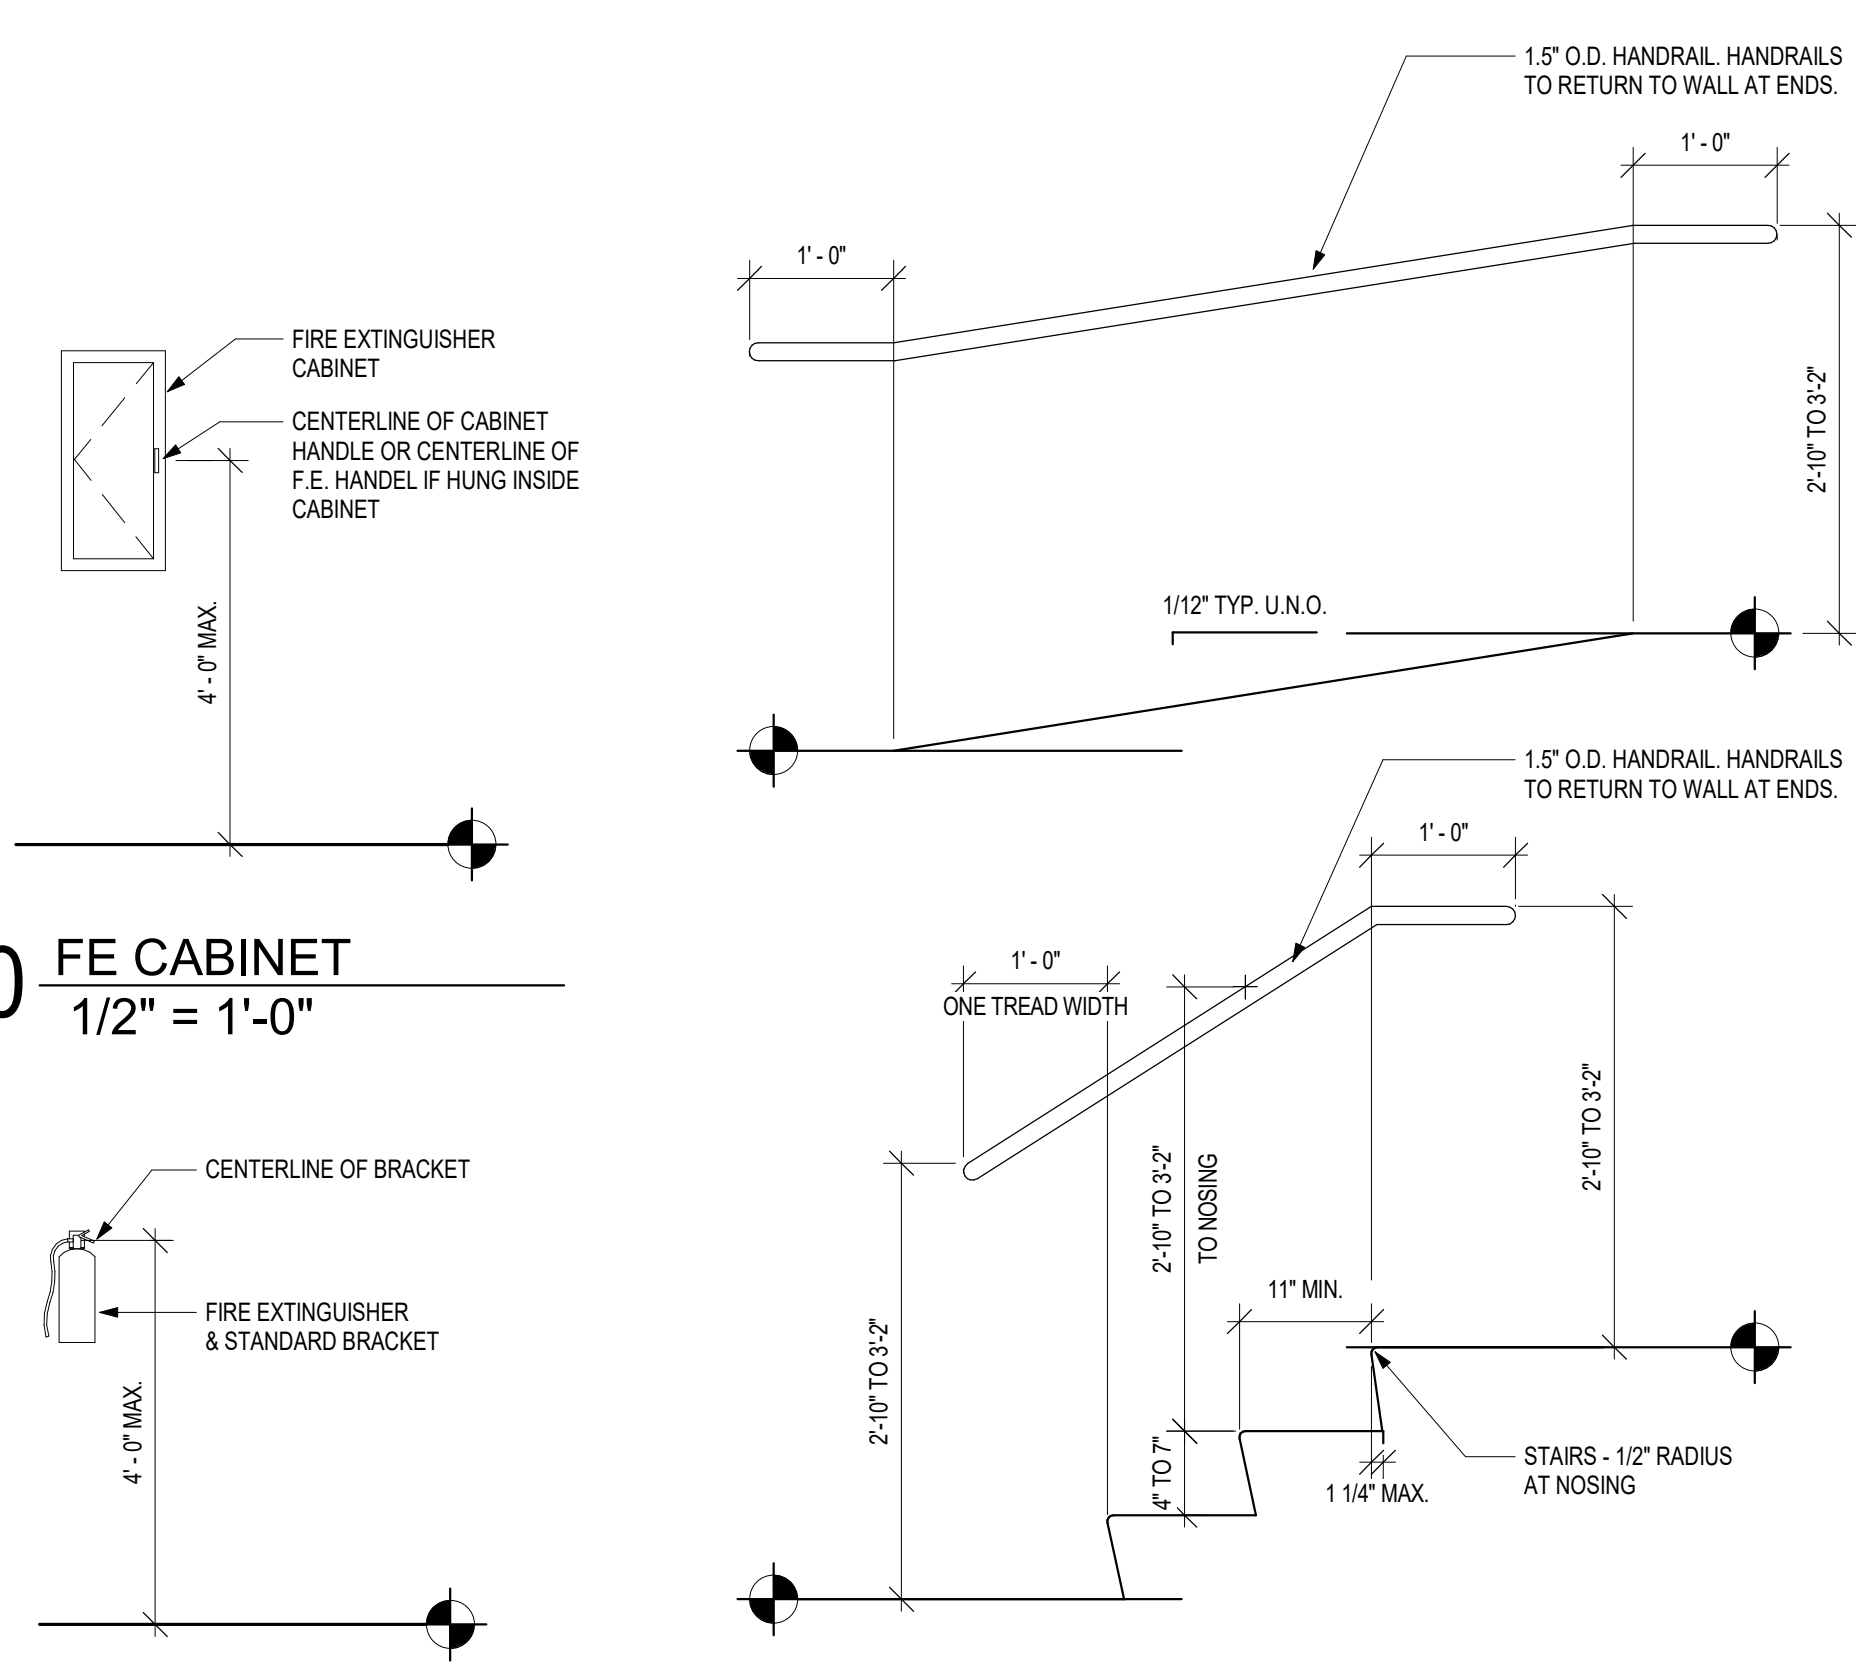 FIRE EXTINGUISHER
CABINET
CENTERLINE OF CABINET
HANDLE OR CENTERLINE OF
F.E. HANDEL IF HUNG INSIDE
CABINET
4' - 0" MAX.
0 FE CABINET
1/2" = 1'-0"
CENTERLINE OF BRACKET
FIRE EXTINGUISHER
& STANDARD BRACKET
4' - 0" MAX.
1.5" O.D. HANDRAIL. HANDRAILS
TO RETURN TO WALL AT ENDS.
1' - 0"
1' - 0"
2'-10" TO 3'-2"
1/12" TYP. U.N.O.
1.5" O.D. HANDRAIL. HANDRAILS
TO RETURN TO WALL AT ENDS.
1' - 0"
1' - 0"
ONE TREAD WIDTH
2'-10" TO 3'-2"
2'-10" TO 3'-2"
TO NOSING
2'-10" TO 3'-2"
11" MIN.
4" TO 7"
1 1/4" MAX.
STAIRS - 1/2" RADIUS
AT NOSING